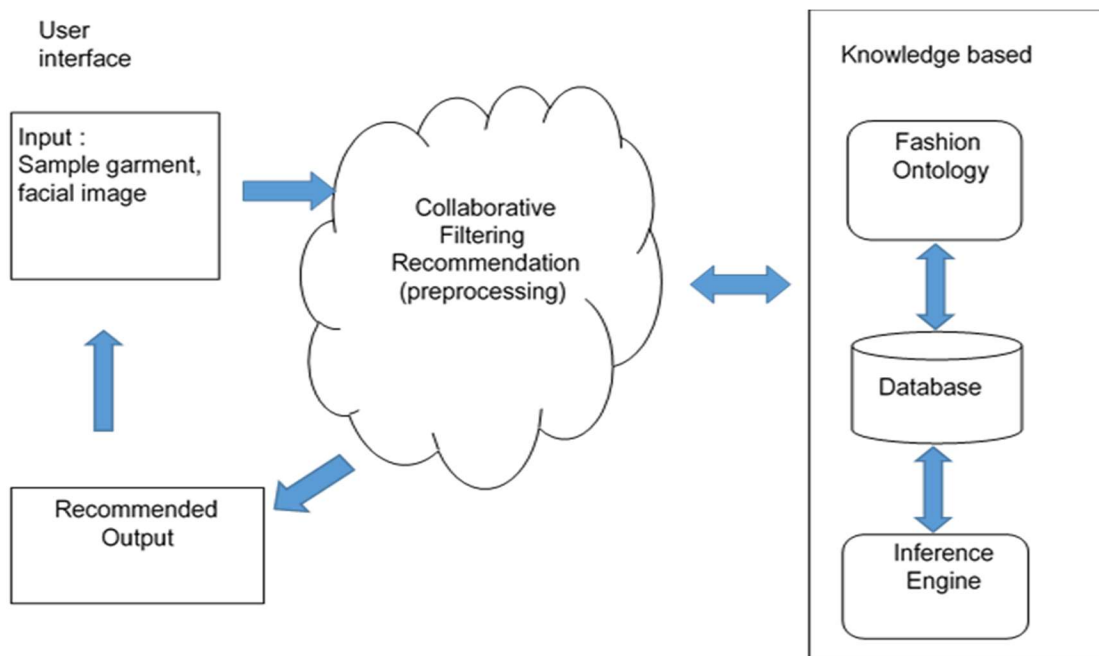 User
interface
Input :
Sample garment,
facial image
Collaborative
Filtering
Recommendation
(preprocessing)
Recommended
Output
Knowledge based
Fashion
Ontology
Database
Inference
Engine